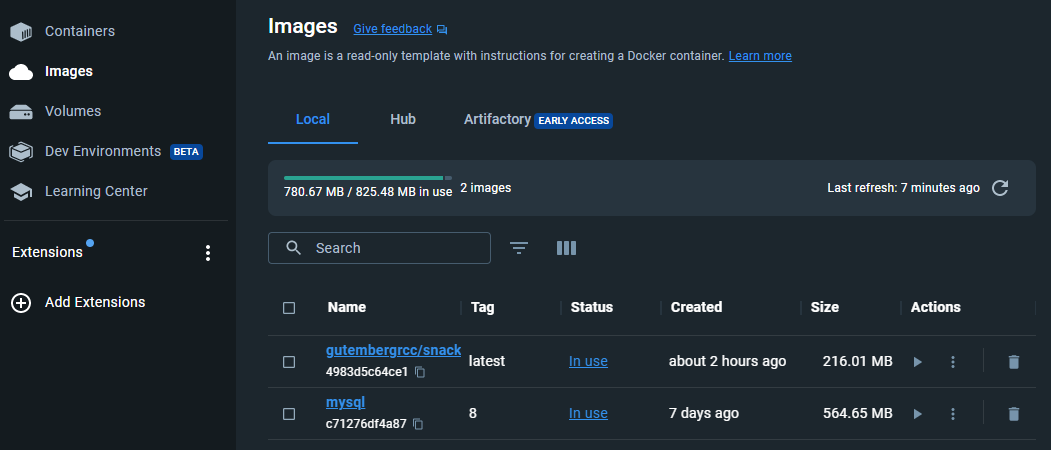 Containers
Images
Volumes
Dev Environments BETA
Learning Center
Extensions
Add Extensions
Images Give feedback
An image is a read-only template with instructions for creating a Docker container. Learn more
Local Hub Artifactory EARLY ACCESS
780.67 MB / 825.48 MB in use 2 images Last refresh: 7 minutes ago
Search
Name Tag Status Created Size Actions
gutembergrcc/snack
4983d5c64ce1 latest In use about 2 hours ago 216.01 MB
mysql
c71276df4a87 8 In use 7 days ago 564.65 MB